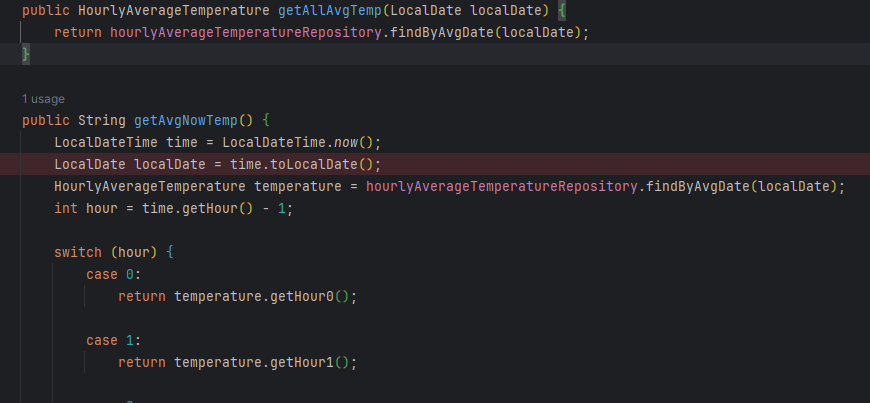 public HourlyAverageTemperature getAllAvgTemp(LocalDate localDate) {
return hourlyAverageTemperatureRepository.findByAvgDate(localDate);
}
1 usage
public String getAvgNowTemp() {
LocalDateTime time = LocalDateTime.now();
LocalDate localDate = time.toLocalDate();
HourlyAverageTemperature temperature = hourlyAverageTemperatureRepository.findByAvgDate(localDate);
int hour = time.getHour() - 1;
switch (hour) {
case 0:
return temperature.getHour0();
case 1:
return temperature.getHour1();